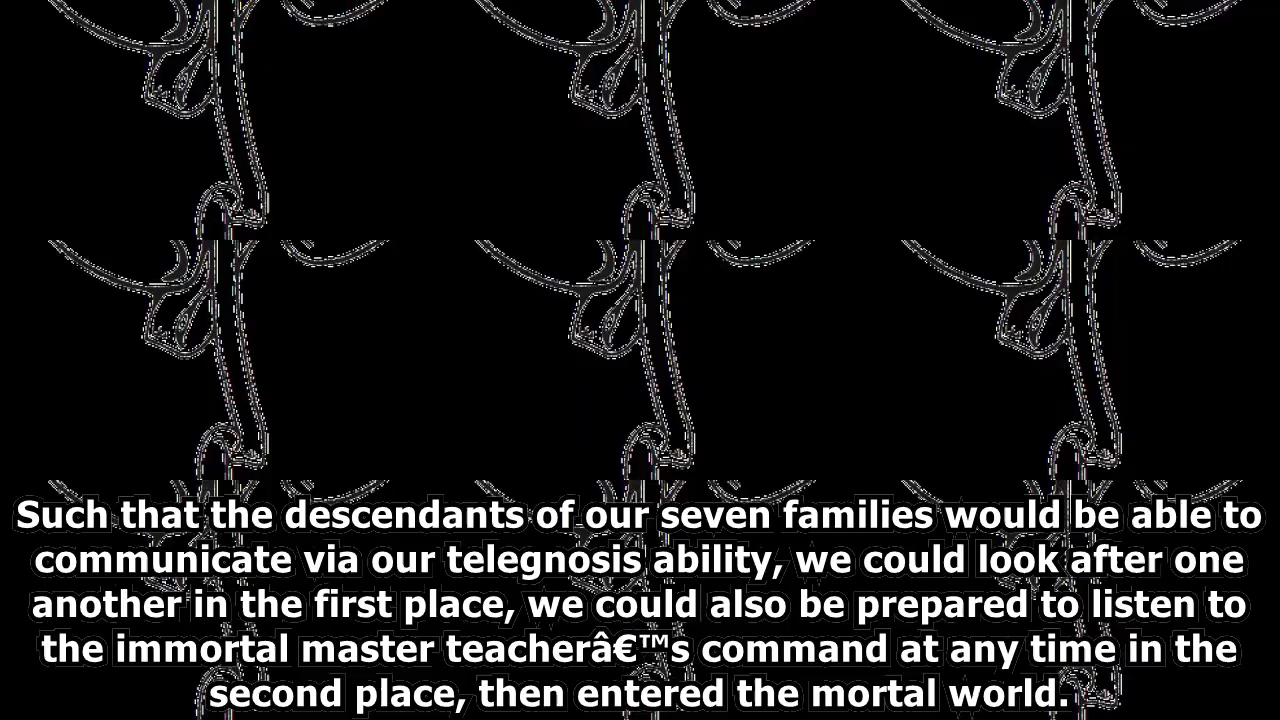 Such that the descendants of our seven families would be able to
communicate via our telegnosis ability, we could look after one
another in the first place, we could also be prepared to listen to
the immortal master teacherâ€™s command at any time in the
second place, then entered the mortal world.